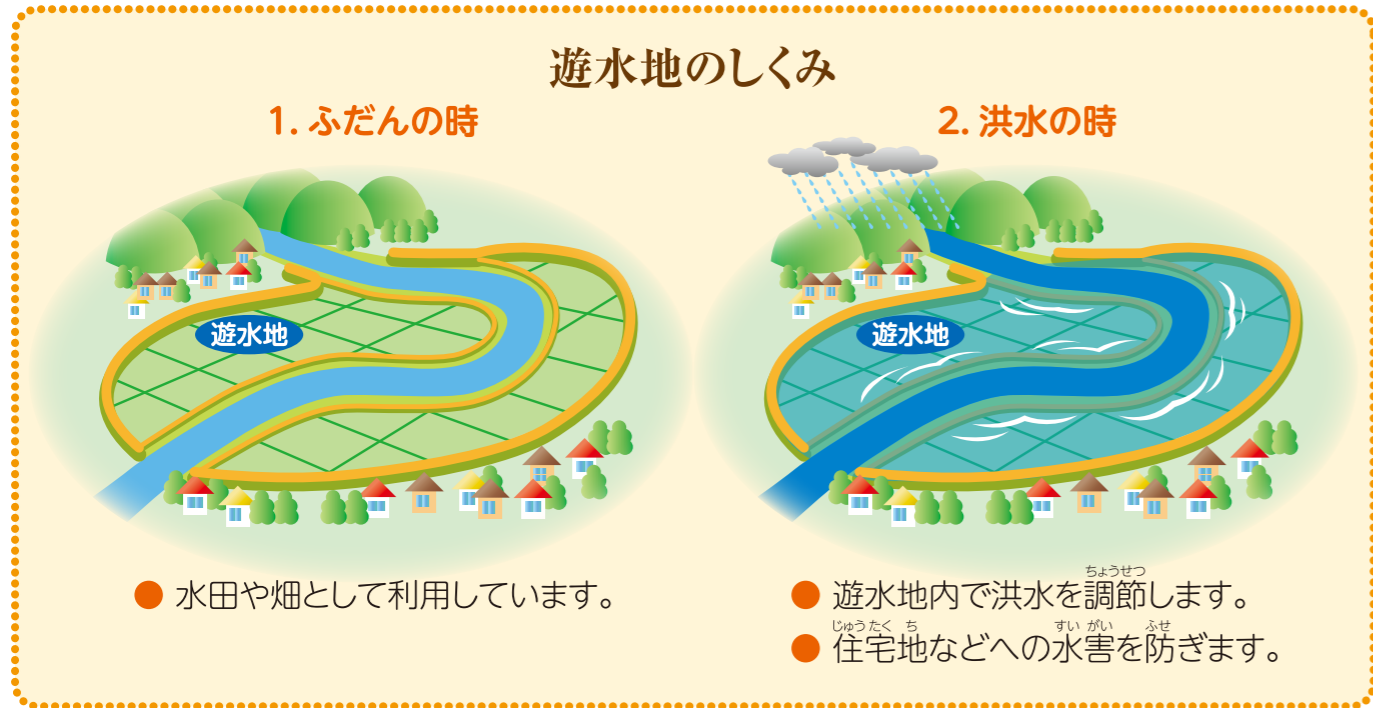 遊水地のしくみ
1. ふだんの時
遊水地
● 水田や畑として利用しています。
2. 洪水の時
遊水地
● 遊水地内で洪水を調節します。
ちょうせつ
● 住宅地などへの水害を防ぎます。
じゅうたく ち すい がい ふせ